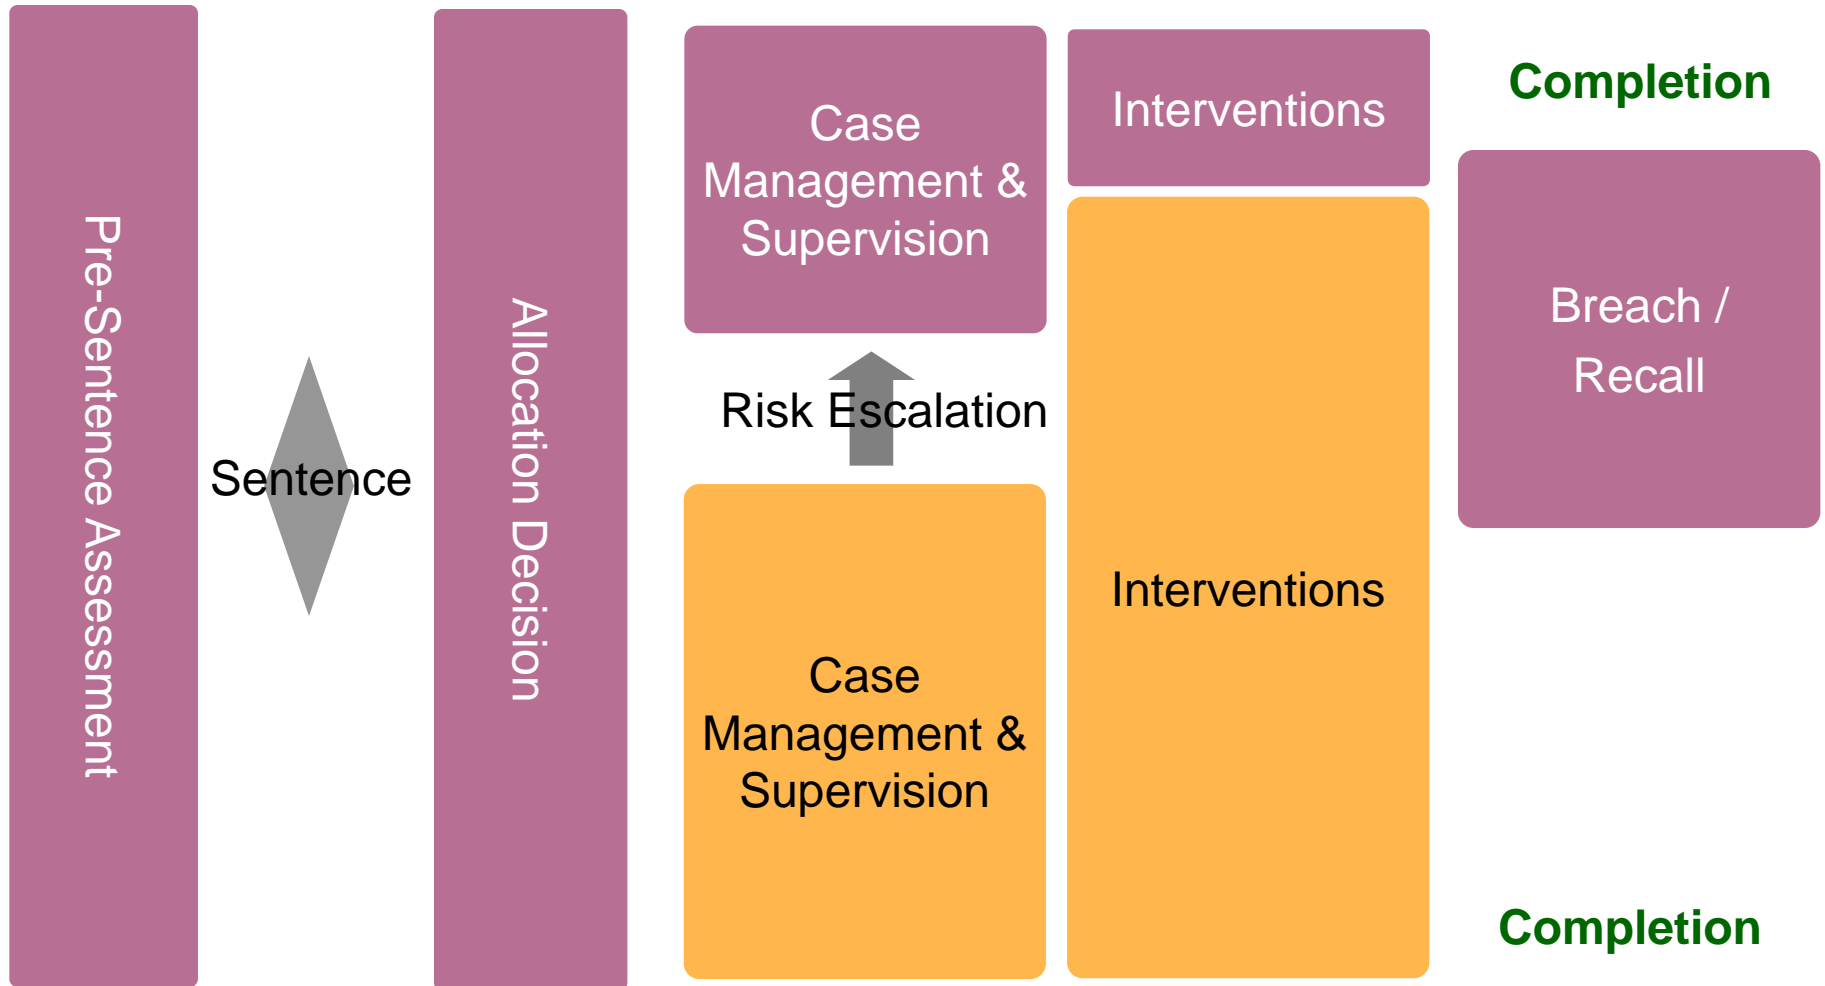 Pre-Sentence Assessment
Sentence
Allocation Decision
Case
Management &
Supervision
Risk Escalation
Case
Management &
Supervision
Interventions
Interventions
Completion
Breach /
Recall
Completion